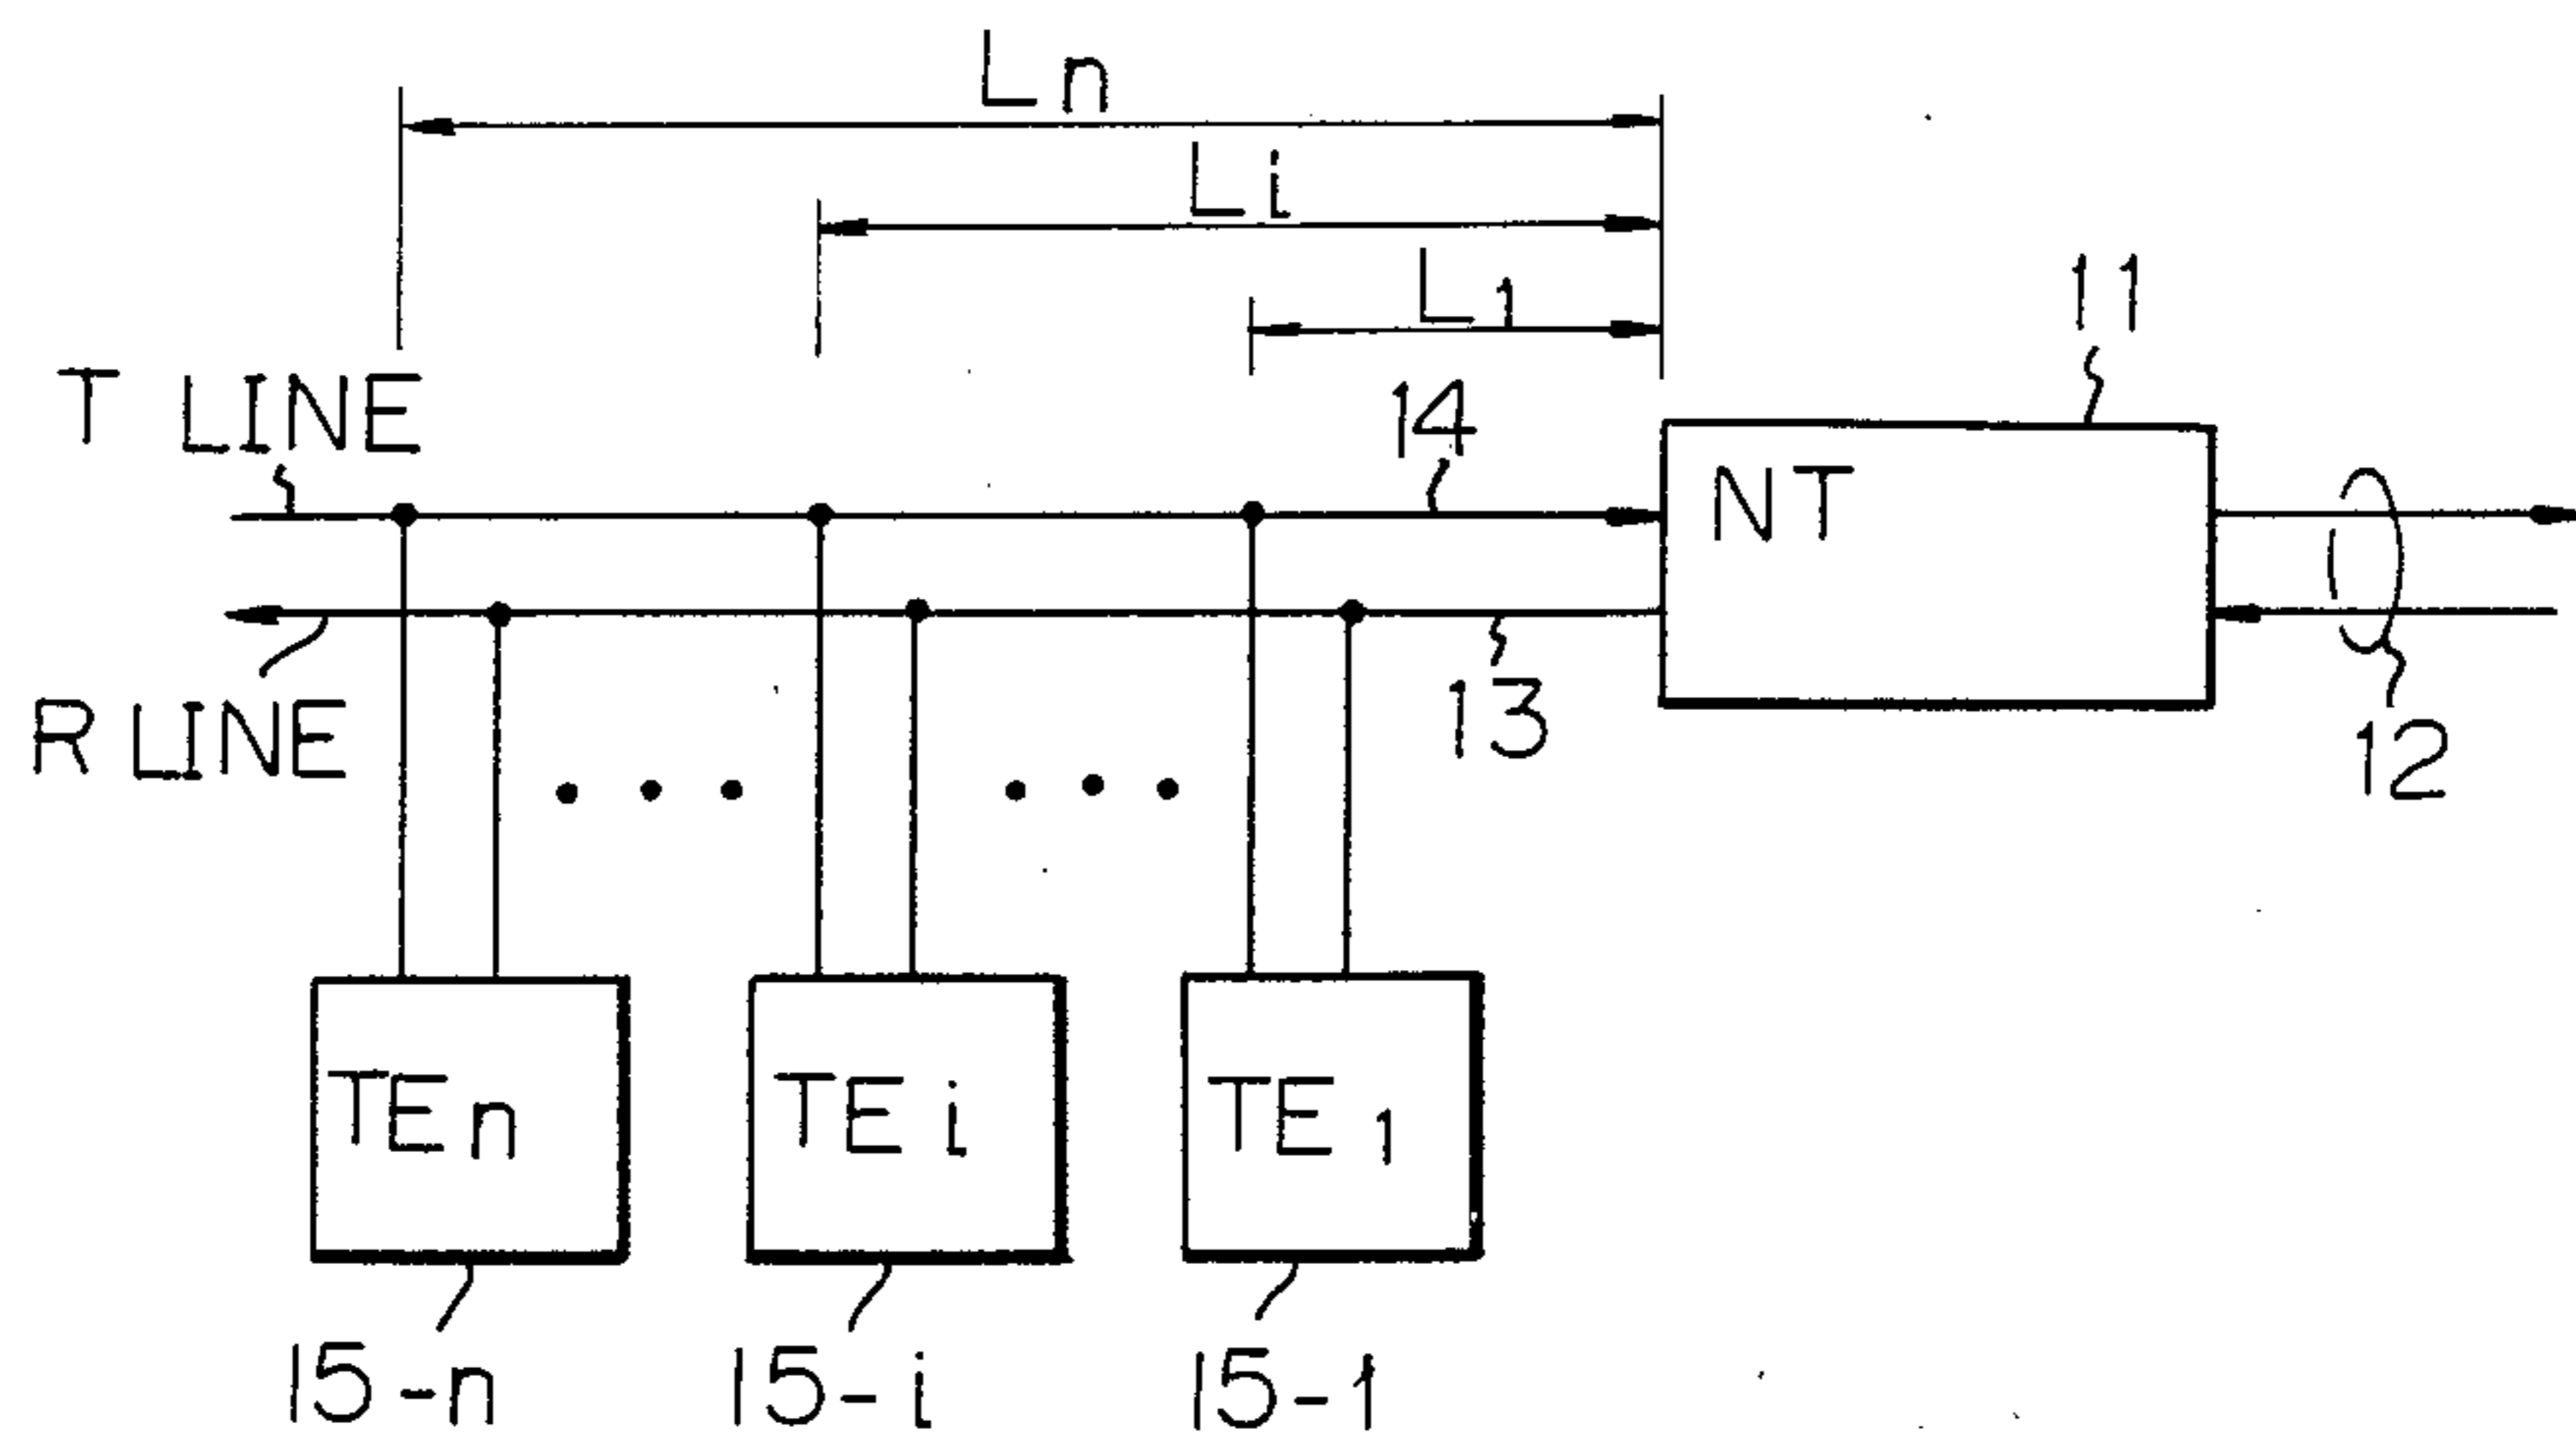 Ln
Li
L1
11
T LINE
14
NT
R LINE
13
12
TEn
TEi
TE1
15-n
15-i
15-1